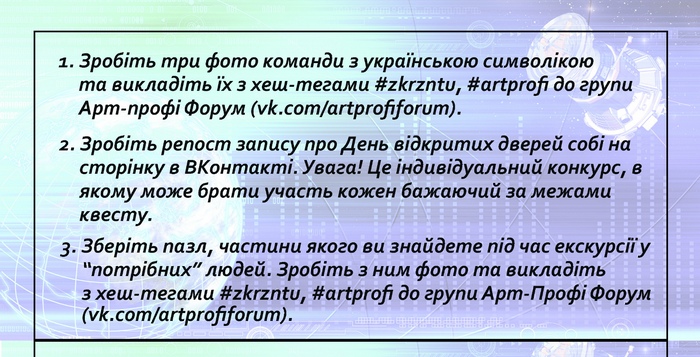 1. Зробіть три фото команди з українською символікою
та викладіть їх з хеш-тегами #zkrzntu, #artprofi до групи
Арт-профі Форум (vk.com/artprofiforum).
2. Зробіть репост запису про День відкритих дверей собі на
сторінку в ВКонтакті. Увага! Це індивідуальний конкурс, в
якому може брати участь кожен бажаючий за межами
квесту.
3. Зберіть пазл, частини якого ви знайдете під час екскурсії у
“потрібних” людей. Зробіть з ним фото та викладіть
з хеш-тегами #zkrzntu, #artprofi до групи Арт-Профі Форум
(vk.com/artprofiforum).